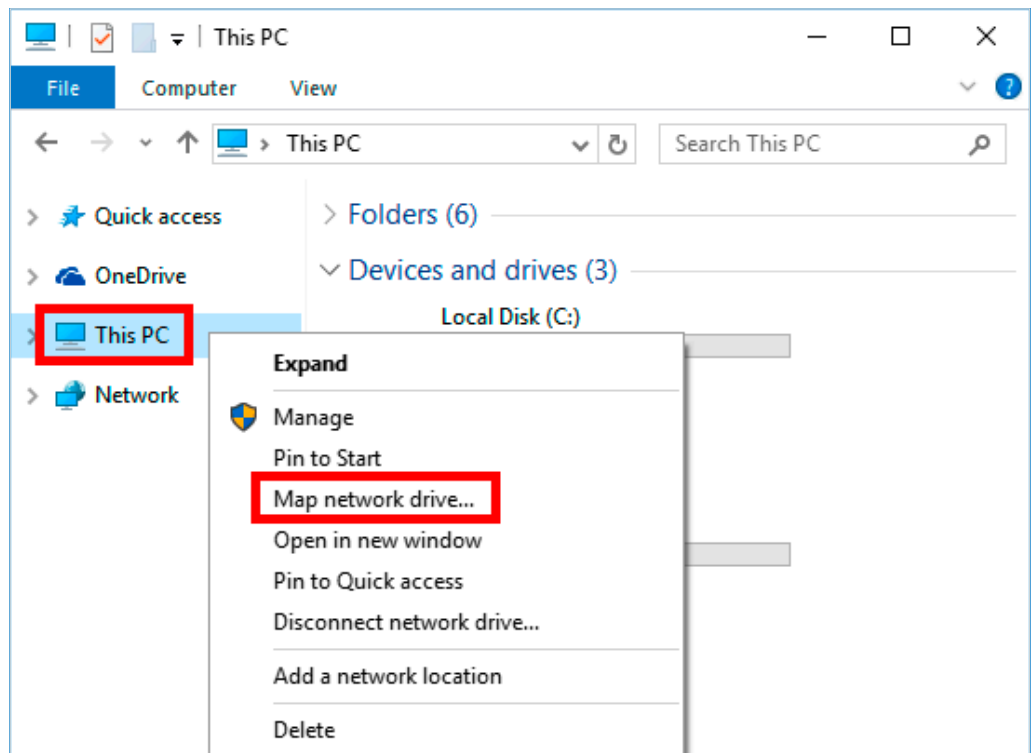 This PC
File Computer View
This PC Search This PC
Quick access
OneDrive
This PC
Network
Folders (6)
Devices and drives (3)
Local Disk (C:)
Expand
Manage
Pin to Start
Map network drive...
Open in new window
Pin to Quick access
Disconnect network drive...
Add a network location
Delete